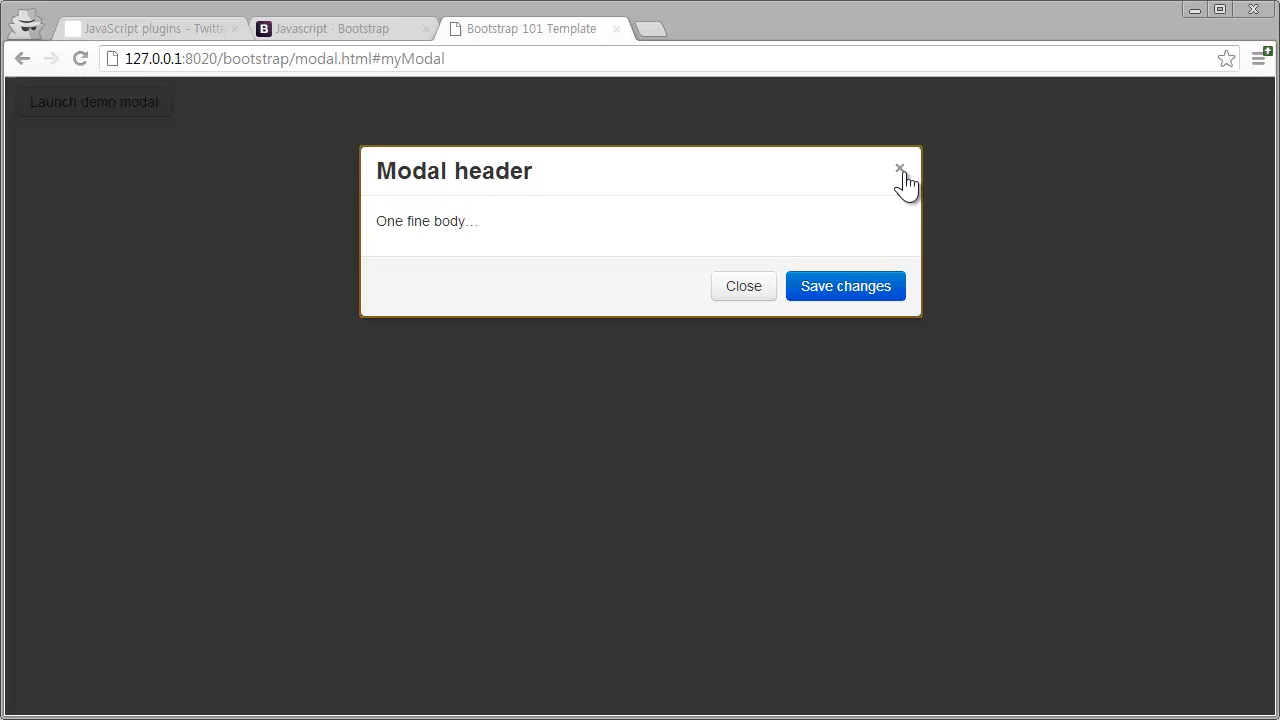 JavaScript plugins - Twitt
Javascript · Bootstrap
Bootstrap 101 Template
127.0.0.1:8020/bootstrap/modal.html#myModal
Launch demo modal
Modal header
×
One fine body…
Close
Save changes